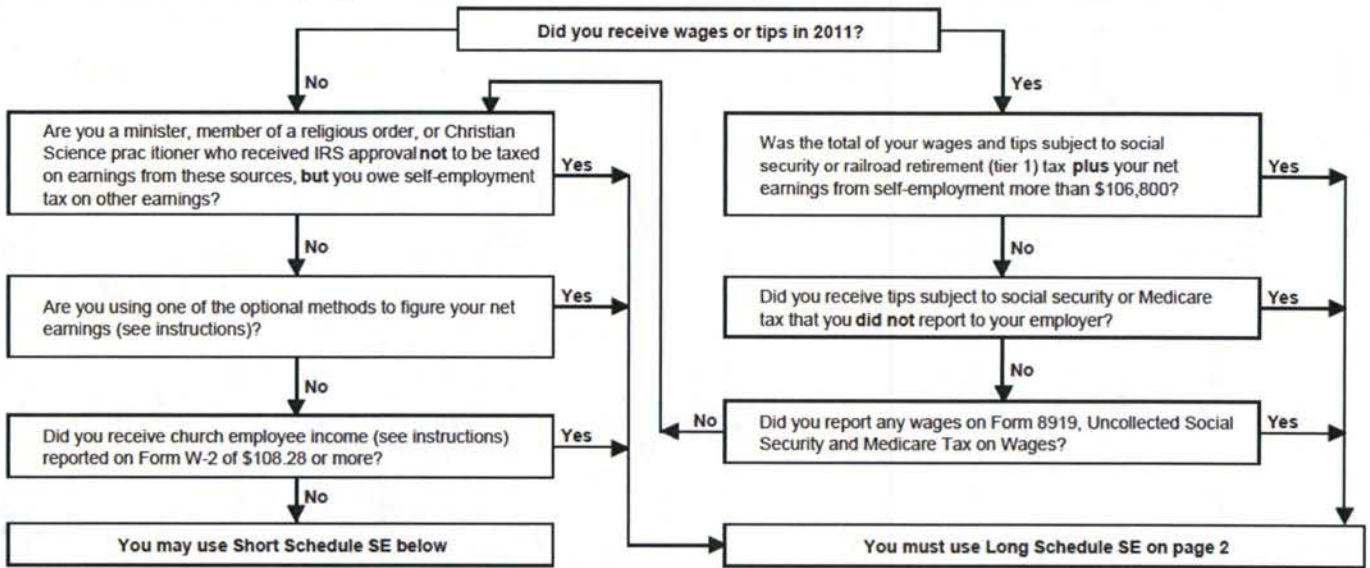 Did you receive wages or tips in 2011?
No
Yes
Are you a minister, member of a religious order, or Christian
Science prac itioner who received IRS approval not to be taxed
on earnings from these sources, but you owe self-employment
tax on other earnings?
Yes
Was the total of your wages and tips subject to social
security or railroad retirement (tier 1) tax plus your net
earnings from self-employment more than $106,800?
Yes
No
No
Are you using one of the optional methods to figure your net
earnings (see instructions)?
Yes
Did you receive tips subject to social security or Medicare
tax that you did not report to your employer?
Yes
No
No
Did you receive church employee income (see instructions)
reported on Form W-2 of $108.28 or more?
Yes
No
Did you report any wages on Form 8919, Uncollected Social
Security and Medicare Tax on Wages?
Yes
No
You may use Short Schedule SE below
You must use Long Schedule SE on page 2